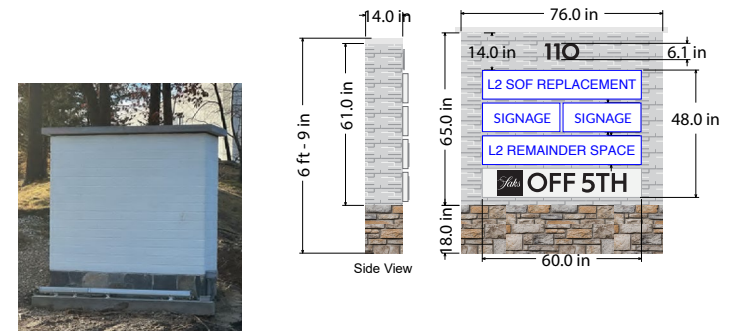 14.0 in
6 ft - 9 in
61.0 in
Side View
76.0 in
14.0 in
110
6.1 in
65.0 in
L2 SOF REPLACEMENT
SIGNAGE SIGNAGE
48.0 in
L2 REMAINDER SPACE
Saks OFF 5TH
18.0 in
60.0 in